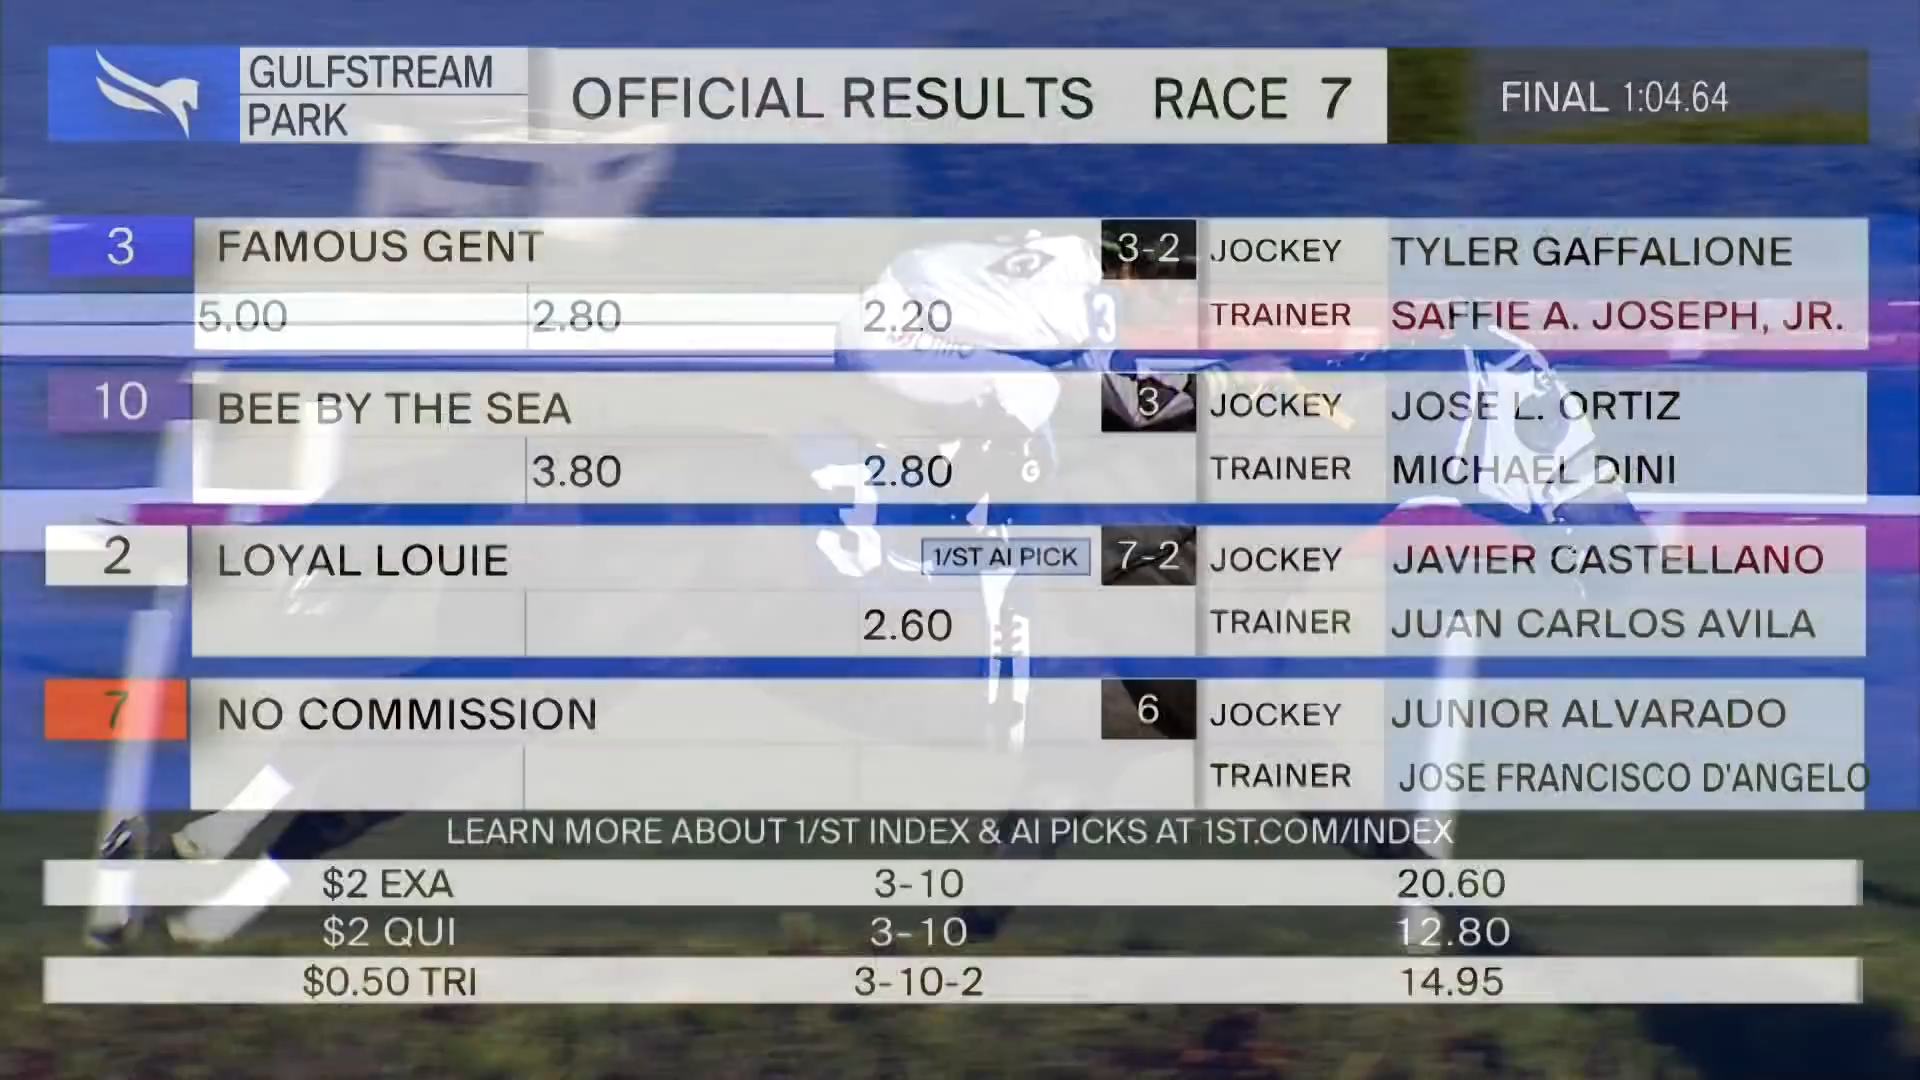 GULFSTREAM
PARK
OFFICIAL RESULTS RACE 7
FINAL 1:04.64
3 FAMOUS GENT 3-2 JOCKEY TYLER GAFFALIONE
5.00 2.80 2.20 TRAINER SAFFIE A. JOSEPH, JR.
10 BEE BY THE SEA 3 JOCKEY JOSE L. ORTIZ
3.80 2.80 TRAINER MICHAEL DINI
2 LOYAL LOUIE 1/ST AI PICK 7-2 JOCKEY JAVIER CASTELLANO
2.60 TRAINER JUAN CARLOS AVILA
7 NO COMMISSION 6 JOCKEY JUNIOR ALVARADO
TRAINER JOSE FRANCISCO D'ANGELO
LEARN MORE ABOUT 1/ST INDEX & AI PICKS AT 1ST.COM/INDEX
$2 EXA 3-10 20.60
$2 QUI 3-10 12.80
$0.50 TRI 3-10-2 14.95
3
G
3
G